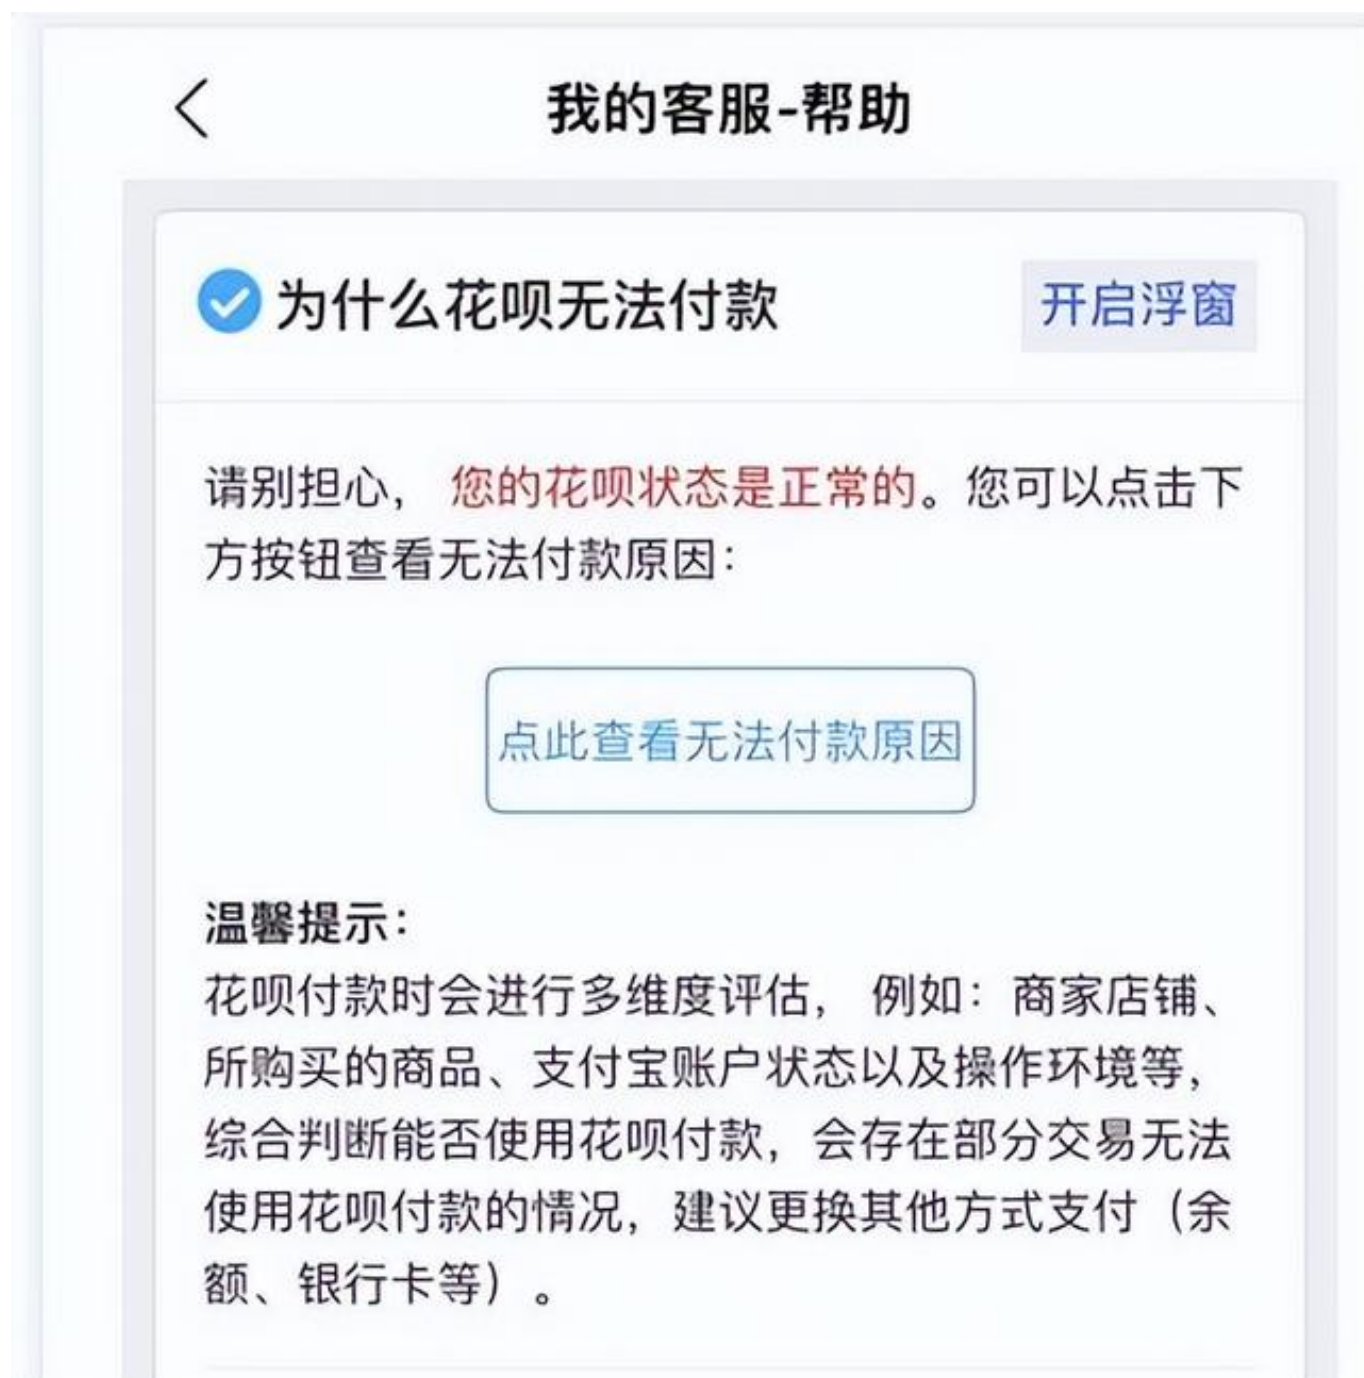 我的客服-帮助
为什么花呗无法付款
开启浮窗
请别担心，您的花呗状态是正常的。您可以点击下
方按钮查看无法付款原因：
点此查看无法付款原因
温馨提示：
花呗付款时会进行多维度评估，例如：商家店铺、
所购买的商品、支付宝账户状态以及操作环境等，
综合判断能否使用花呗付款，会存在部分交易无法
使用花呗付款的情况，建议更换其他方式支付（余
额、银行卡等）。